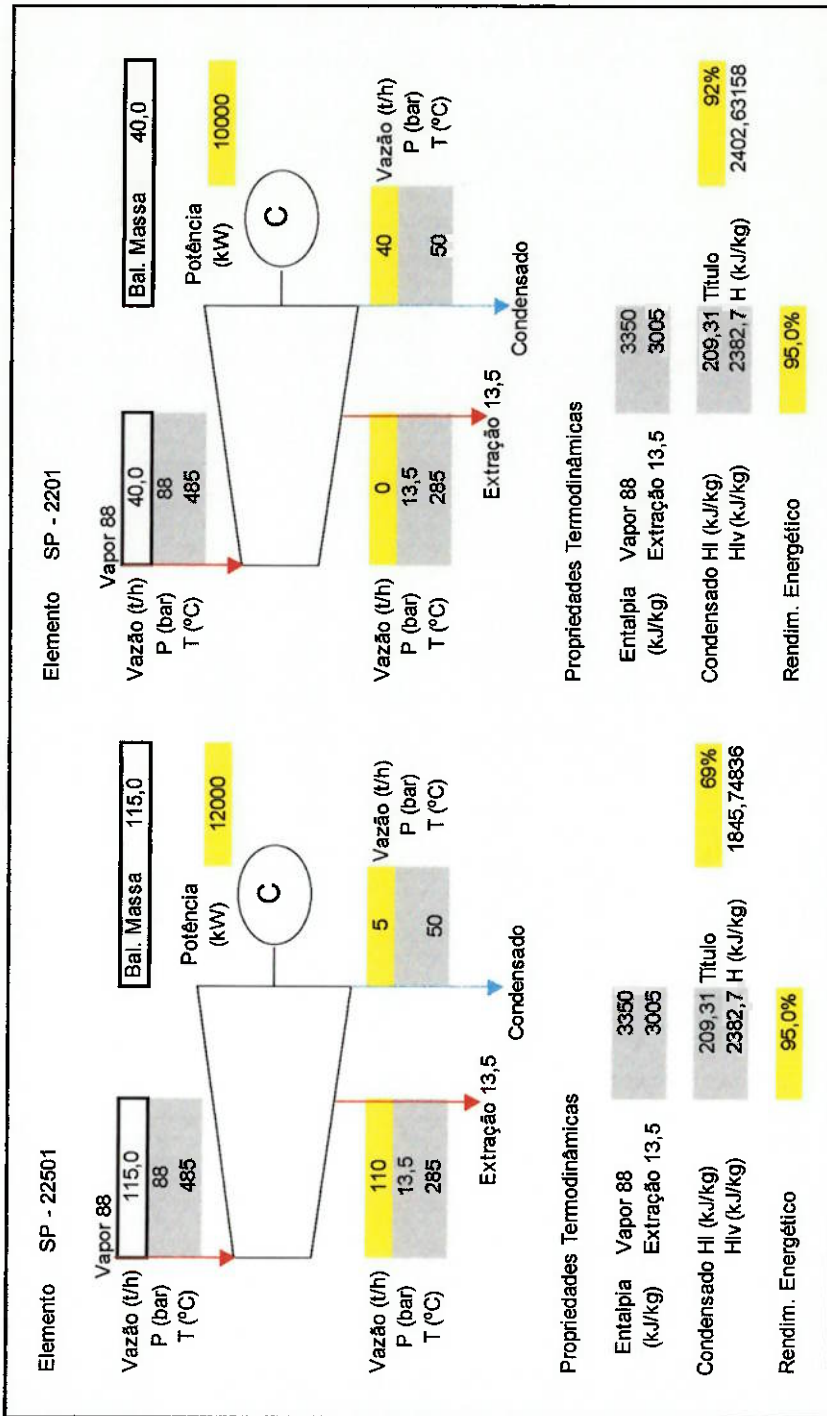 Elemento SP - 22501
Vapor 88
Vazão (t/h) 115,0
P (bar) 88
T (ºC) 485
Bal. Massa 115,0
Potência
(kW)
12000
C
Vazão (t/h) 110
P (bar) 13,5
T (ºC) 285
5 Vazão (t/h)
P (bar)
50 T (ºC)
Extração 13,5
Condensado
Propriedades Termodinâmicas
Entalpia Vapor 88 3350
(kJ/kg) Extração 13,5 3005
Condensado Hl (kJ/kg) 209,31 Título 69%
Hlv (kJ/kg) 2382,7 H (kJ/kg) 1845,74836
Rendim. Energético 95,0%
Elemento SP - 2201
Vapor 88
Vazão (t/h) 40,0
P (bar) 88
T (ºC) 485
Bal. Massa 40,0
Potência
(kW)
10000
C
Vazão (t/h) 0
P (bar) 13,5
T (ºC) 285
40 Vazão (t/h)
P (bar)
50 T (ºC)
Extração 13,5
Condensado
Propriedades Termodinâmicas
Entalpia Vapor 88 3350
(kJ/kg) Extração 13,5 3005
Condensado Hl (kJ/kg) 209,31 Título 92%
Hlv (kJ/kg) 2382,7 H (kJ/kg) 2402,63158
Rendim. Energético 95,0%